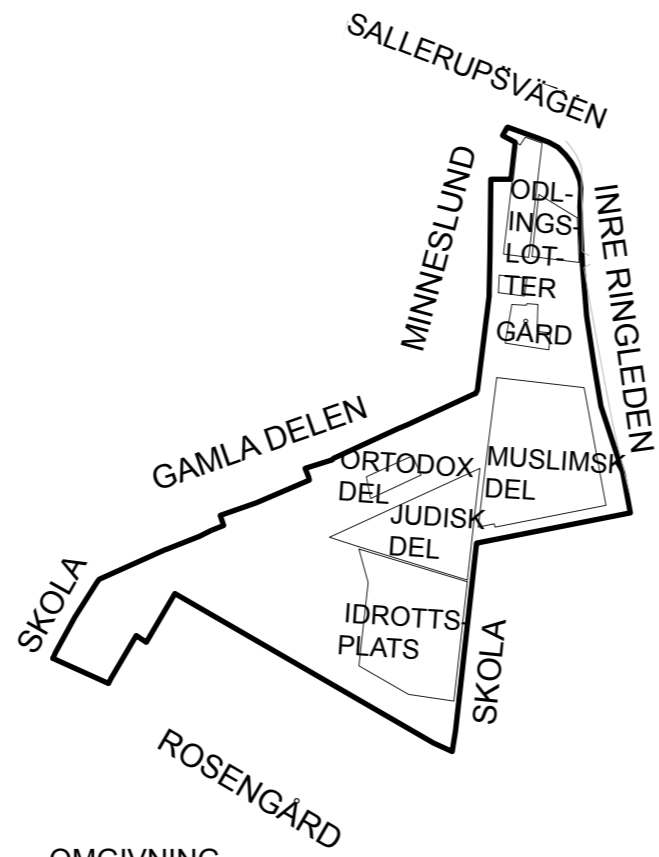 SALLERUPSVÄGEN
MINNESLUND
ODL-
INGS-
LOT-
TER
GÅRD
INRE RINGLEDEN
GAMLA DELEN
ORTODOX
DEL
MUSLIMSK
DEL
JUDISK
DEL
SKOLA
IDROTTS-
PLATS
SKOLA
ROSENGÅRD
OMGIVNING